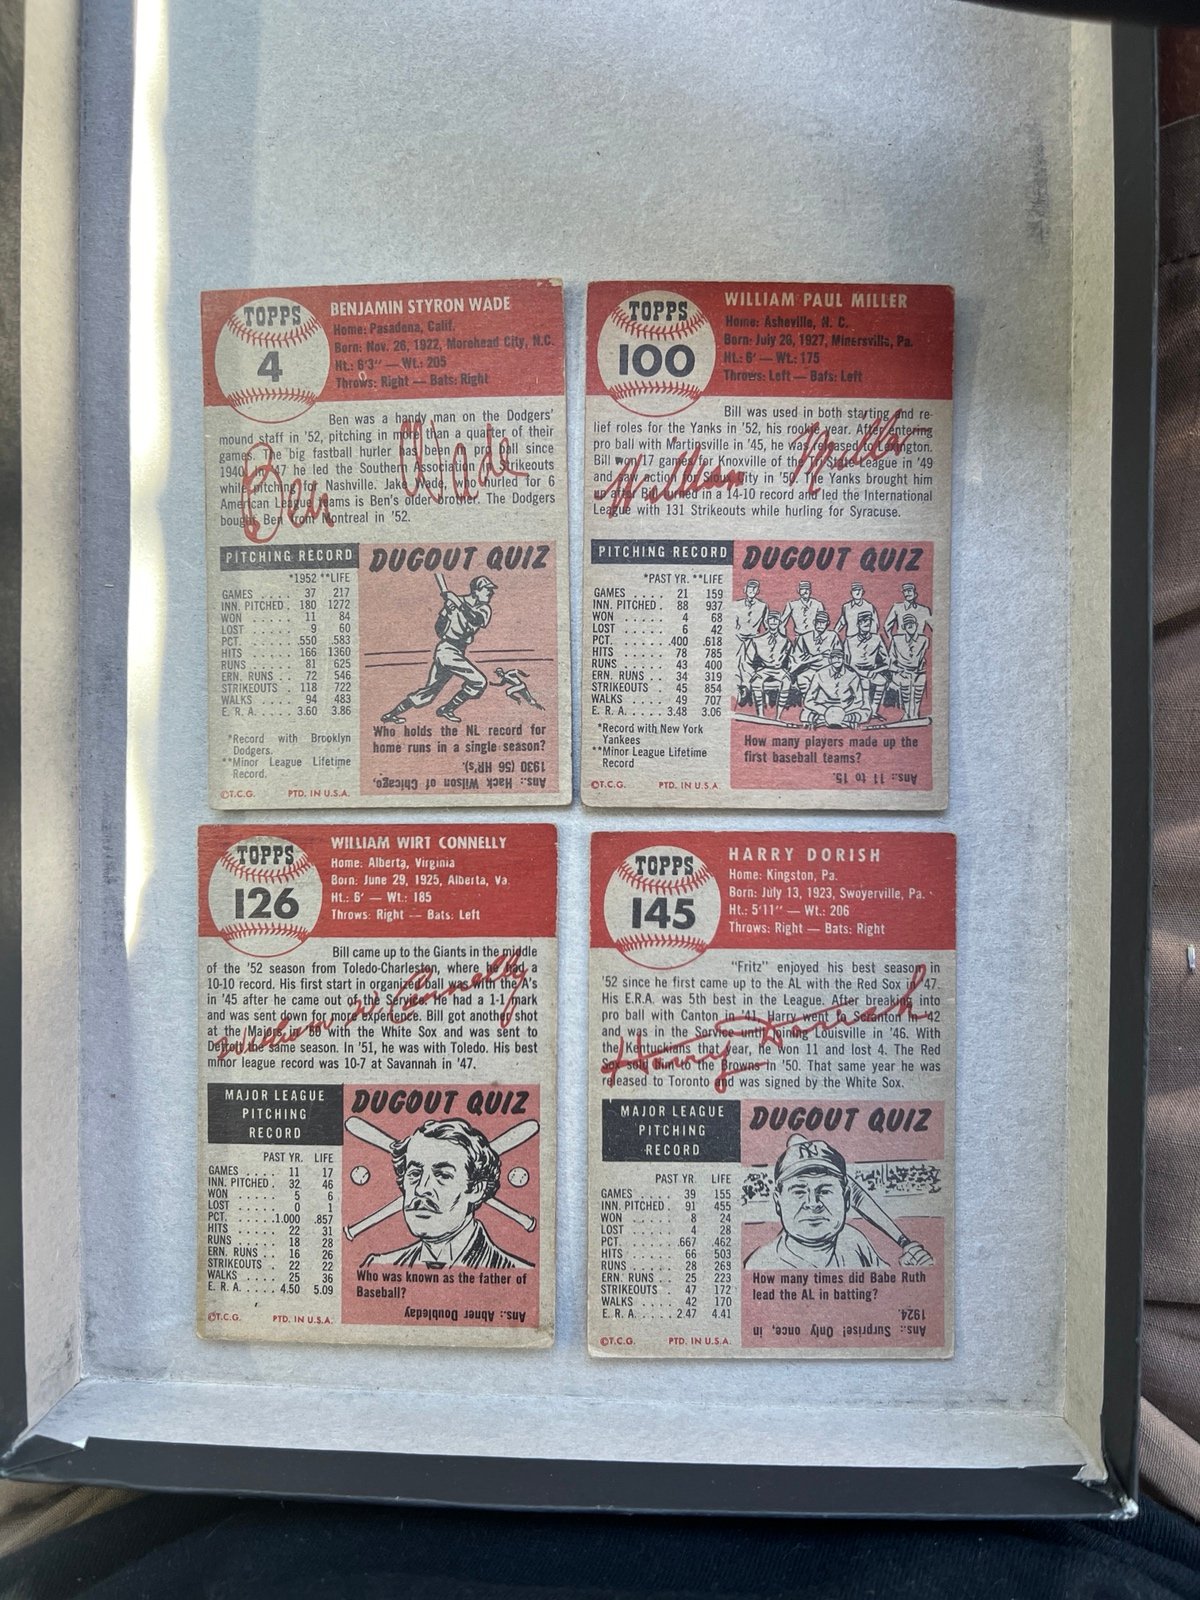 TOPPS
4
BENJAMIN STYRON WADE
Home: Pasadena, Calif.
Born: Nov. 26, 1922, Morehead City, N.C.
Ht.: 6'3" — Wt.: 205
Throws: Right — Bats: Right
Ben was a handy man on the Dodgers'
mound staff in '52, pitching in more than a quarter of their
games. The big fastball hurler has been in pro ball since
1940. In '47 he led the Southern Association in strikeouts
while pitching for Nashville. Jake Wade, who hurled for 6
American League teams is Ben's older brother. The Dodgers
bought Ben from Montreal in '52.
Ben Wade
PITCHING RECORD
*1952 **LIFE
GAMES .... 37 217
INN. PITCHED . 180 1272
WON ..... 11 84
LOST ..... 9 60
PCT. ..... .550 .583
HITS ..... 166 1360
RUNS ..... 81 625
ERN. RUNS .. 72 546
STRIKEOUTS . 118 722
WALKS .... 94 483
E. R. A. .... 3.60 3.86
*Record with Brooklyn
Dodgers.
**Minor League Lifetime
Record.
DUGOUT QUIZ
Who holds the NL record for
home runs in a single season?
Ans.: Hack Wilson of Chicago,
1930 (56 HR's).
©T.C.G. PTD. IN U.S.A.
TOPPS
100
WILLIAM PAUL MILLER
Home: Asheville, N. C.
Born: July 26, 1927, Minersville, Pa.
Ht.: 6' — Wt.: 175
Throws: Left — Bats: Left
Bill was used in both starting and re-
lief roles for the Yanks in '52, his rookie year. After entering
pro ball with Martinsville in '45, he was released to Lexington.
Bill won 17 games for Knoxville of the Tri-State League in '49
and saw action for Sioux City in '50. The Yanks brought him
up after Bill turned in a 14-10 record and led the International
League with 131 Strikeouts while hurling for Syracuse.
William Miller
PITCHING RECORD
*PAST YR. **LIFE
GAMES .... 21 159
INN. PITCHED . 88 937
WON ..... 4 68
LOST ..... 6 42
PCT. ..... .400 .618
HITS ..... 78 785
RUNS ..... 43 400
ERN. RUNS .. 34 319
STRIKEOUTS . 45 854
WALKS .... 49 707
E. R. A. .... 3.48 3.06
*Record with New York
Yankees
**Minor League Lifetime
Record
DUGOUT QUIZ
How many players made up the
first baseball teams?
Ans.: 11 to 15.
©T.C.G. PTD. IN U.S.A.
TOPPS
126
WILLIAM WIRT CONNELLY
Home: Alberta, Virginia
Born: June 29, 1925, Alberta, Va.
Ht.: 6' — Wt.: 185
Throws: Right — Bats: Left
Bill came up to the Giants in the middle
of the '52 season from Toledo-Charleston, where he had a
10-10 record. His first start in organized ball was with the A's
in '45 after he came out of the Service. He had a 1-1 mark
and was sent down for more experience. Bill got another shot
at the Majors in '50 with the White Sox and was sent to
Detroit the same season. In '51, he was with Toledo. His best
minor league record was 10-7 at Savannah in '47.
William W Connelly
MAJOR LEAGUE
PITCHING
RECORD
PAST YR. LIFE
GAMES .... 11 17
INN. PITCHED . 32 46
WON ..... 5 6
LOST ..... 0 1
PCT. ..... 1.000 .857
HITS ..... 22 31
RUNS ..... 18 28
ERN. RUNS .. 16 26
STRIKEOUTS . 22 22
WALKS .... 25 36
E. R. A. .... 4.50 5.09
DUGOUT QUIZ
Who was known as the father of
Baseball?
Ans.: Abner Doubleday
©T.C.G. PTD. IN U.S.A.
TOPPS
145
HARRY DORISH
Home: Kingston, Pa.
Born: July 13, 1923, Swoyerville, Pa.
Ht.: 5'11" — Wt.: 206
Throws: Right — Bats: Right
"Fritz" enjoyed his best season in
'52 since he first came up to the AL with the Red Sox in '47.
His E.R.A. was 5th best in the League. After breaking into
pro ball with Canton in '41, Harry went to Scranton in '42
and was in the Service until joining Louisville in '46. With
the Kentuckians that year, he won 11 and lost 4. The Red
Sox sold him to the Browns in '50. That same year he was
released to Toronto and was signed by the White Sox.
Harry Dorish
MAJOR LEAGUE
PITCHING
RECORD
PAST YR. LIFE
GAMES .... 39 155
INN. PITCHED . 91 455
WON ..... 8 24
LOST ..... 4 28
PCT. ..... .667 .462
HITS ..... 66 503
RUNS ..... 28 269
ERN. RUNS .. 25 223
STRIKEOUTS . 47 172
WALKS .... 42 170
E. R. A. .... 2.47 4.41
DUGOUT QUIZ
NY
How many times did Babe Ruth
lead the AL in batting?
Ans.: Surprise! Only once, in
1924.
©T.C.G. PTD. IN U.S.A.